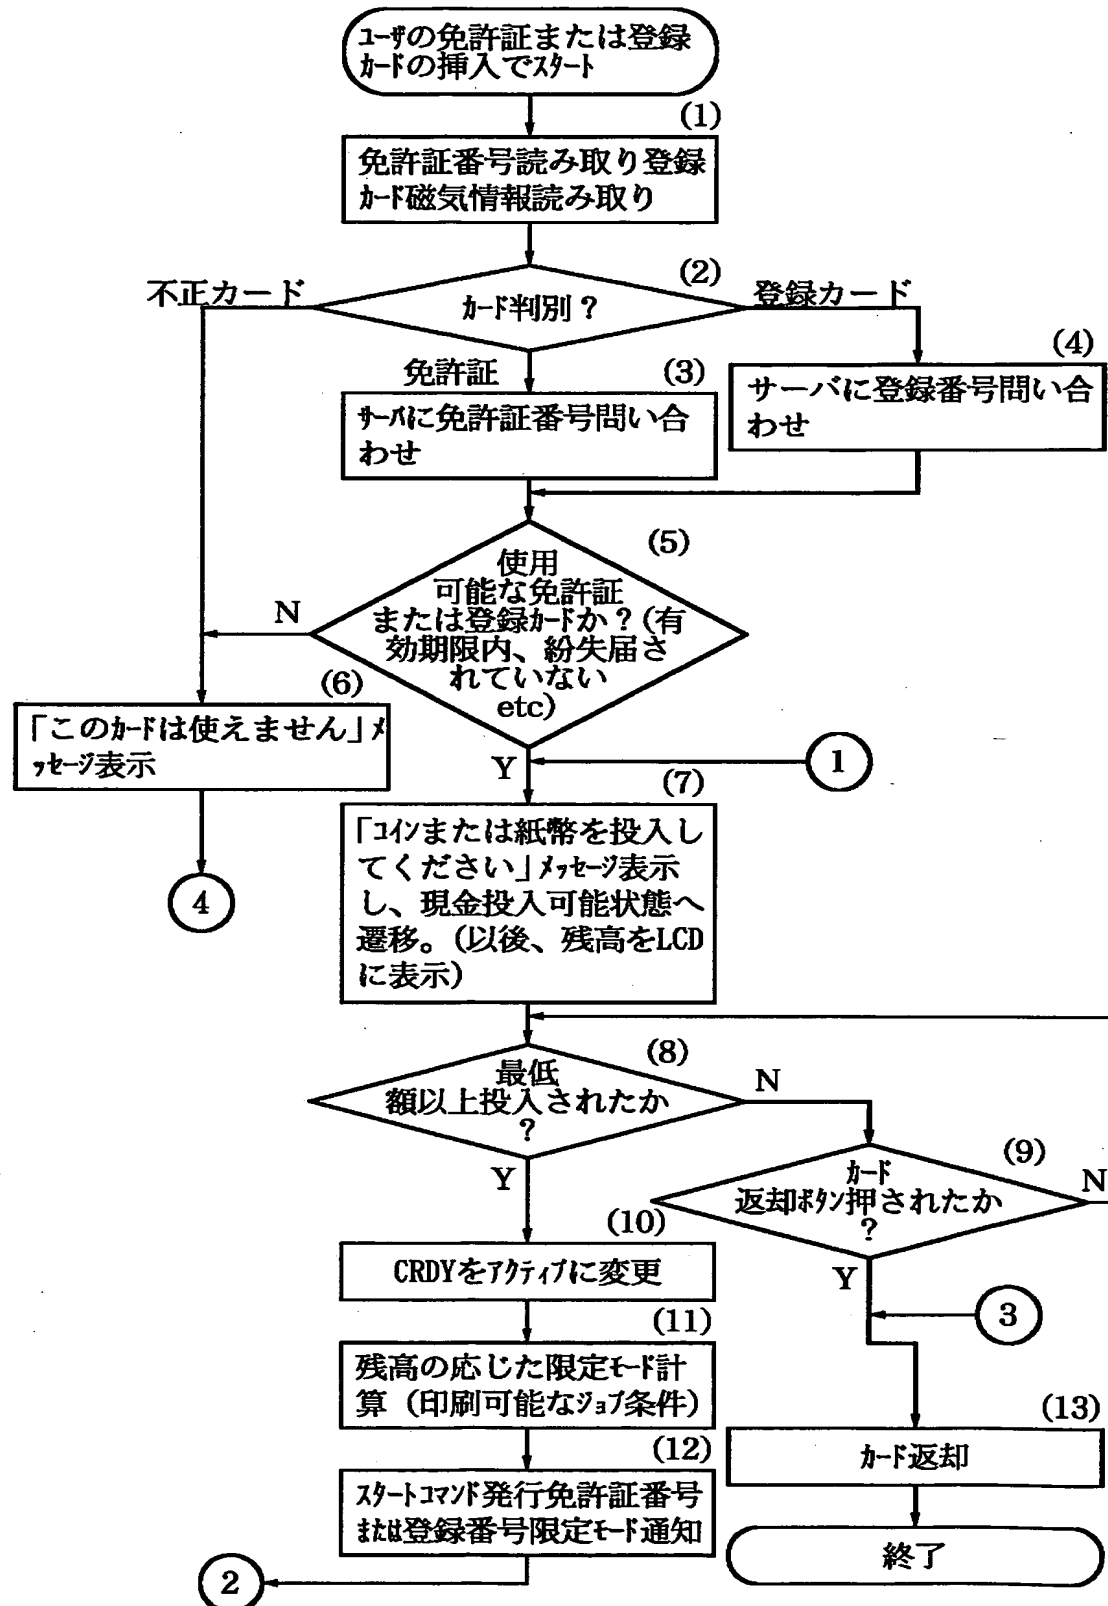 ユーザの免許証または登録
カードの挿入でスタート
(1)
免許証番号読み取り登録
カード磁気情報読み取り
(2)
不正カード
カード判別？
登録カード
免許証
(3)
サーバに免許証番号問い合
わせ
(4)
サーバに登録番号問い合
わせ
(5)
使用
可能な免許証
または登録カードか？(有
効期限内、紛失届さ
れていない
etc)
N
(6)
「このカードは使えません」メ
ッセージ表示
4
Y
1
(7)
「コインまたは紙幣を投入し
てください」メッセージ表示
し、現金投入可能状態へ
遷移。(以後、残高をLCD
に表示)
(8)
最低
額以上投入されたか
？
N
Y
(9)
カード
返却ボタン押されたか
？
N
Y
3
(10)
CRDYをアクティブに変更
(11)
残高の応じた限定モード計
算（印刷可能なジョブ条件）
(12)
スタートコマンド発行免許証番号
または登録番号限定モード通知
2
(13)
カード返却
終了